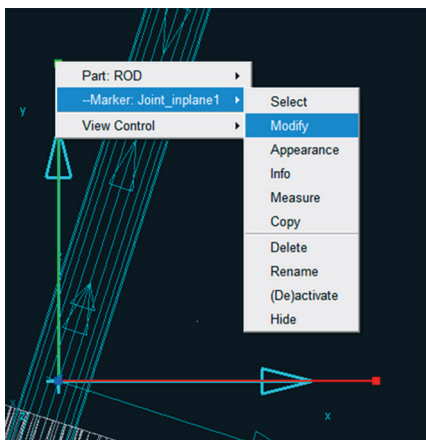 Part: ROD
--Marker: Joint_inplane1
View Control
Select
Modify
Appearance
Info
Measure
Copy
Delete
Rename
(De)activate
Hide
y
x